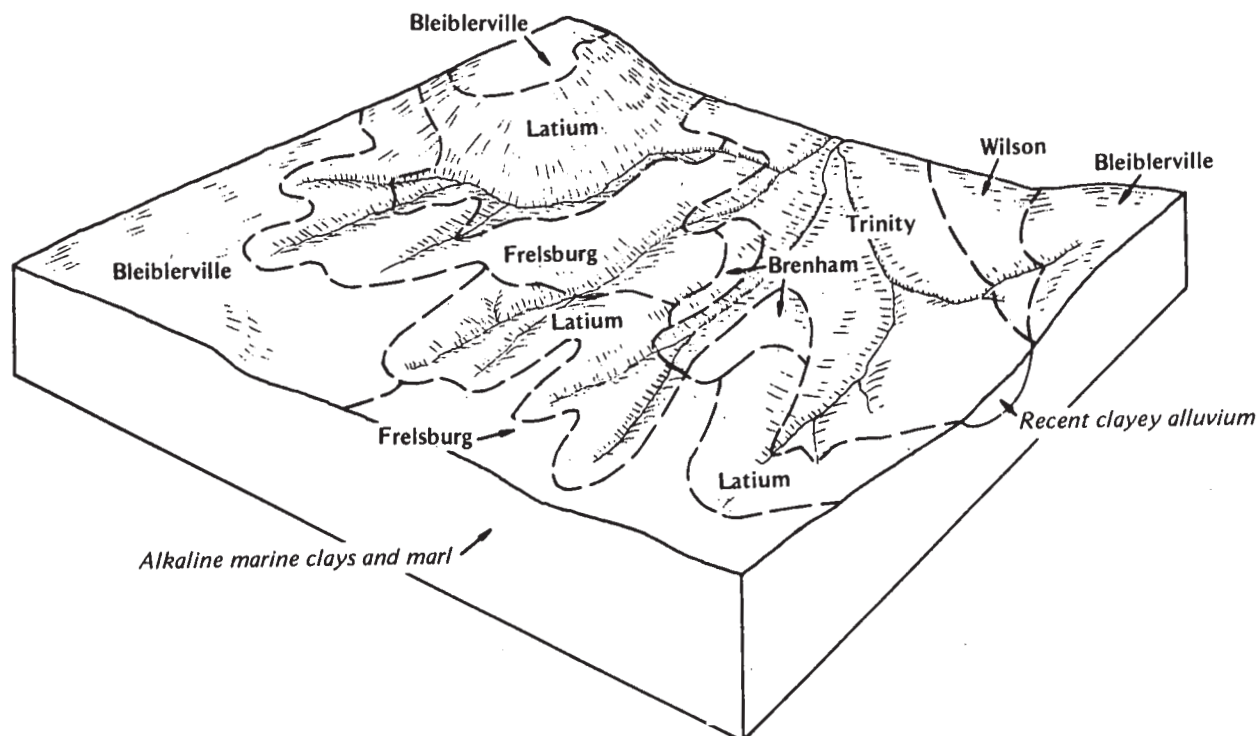 Bleiblerville
Latium
Wilson
Bleiblerville
Trinity
Frelsburg
Bleiblerville
Brenham
Latium
Recent clayey alluvium
Frelsburg
Latium
Alkaline marine clays and marl